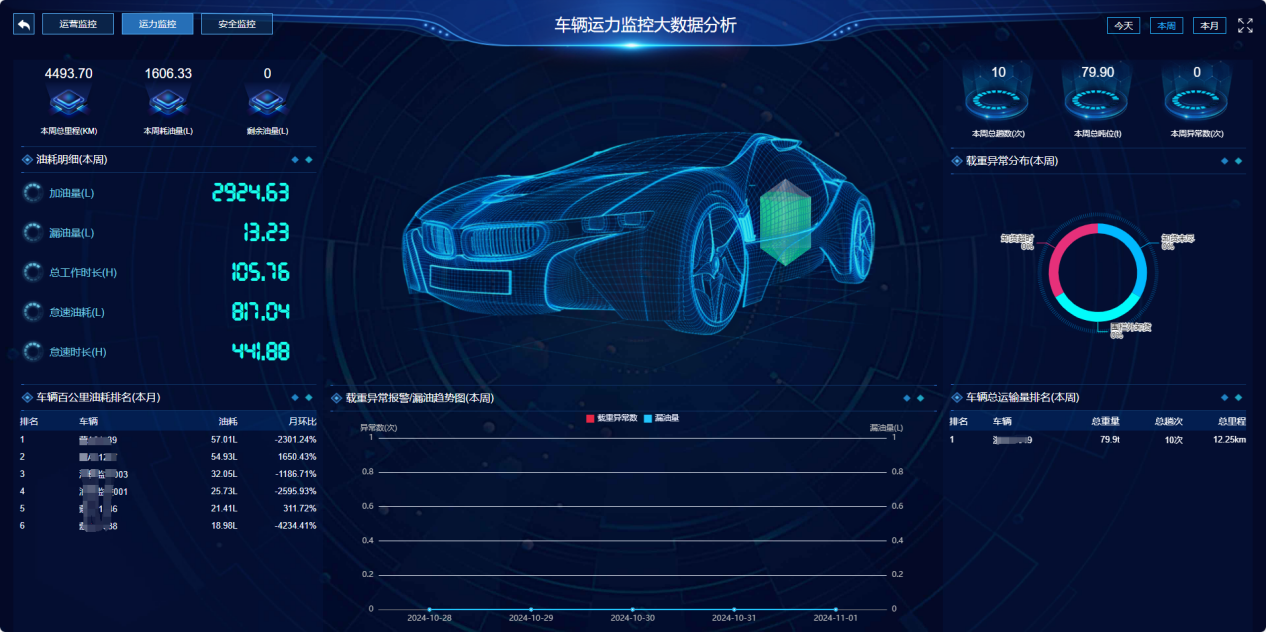 运营监控 运力监控 安全监控
车辆运力监控大数据分析
今天 本周 本月
4493.70 1606.33 0
本周总里程(KM) 本周耗油量(L) 剩余油量(L)
10 79.90 0
本周总趟数(次) 本周总吨位(t) 本周异常数(次)
油耗明细(本周)
加油量(L) 2924.63
漏油量(L) 13.23
总工作时长(H) 105.76
怠速油耗(L) 817.04
怠速时长(H) 441.88
载重异常分布(本周)
0%
0%
0%
车辆百公里油耗排名(本月)
排名 车辆 油耗 月环比
1 57.01L -2301.24%
2 54.93L 1650.43%
3 32.05L -1186.71%
4 25.73L -2595.93%
5 21.41L 311.72%
6 18.98L -4234.41%
载重异常报警/漏油趋势图(本周)
载重异常数 漏油量
异常数(次) 漏油量(L)
1 1
0.8 0.8
0.6 0.6
0.4 0.4
0.2 0.2
0 0
2024-10-28 2024-10-29 2024-10-30 2024-10-31 2024-11-01
车辆总运输量排名(本周)
排名 车辆 总重量 总趟次 总里程
1 79.9t 10次 12.25km